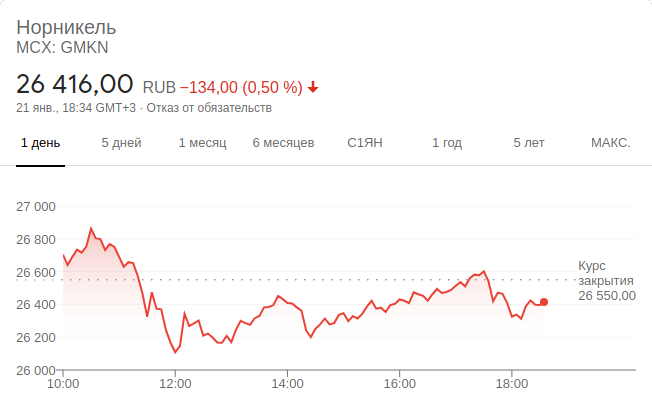 Норникель
MCX: GMKN
26 416,00 RUB −134,00 (0,50 %)
21 янв., 18:34 GMT+3 · Отказ от обязательств
1 день 5 дней 1 месяц 6 месяцев С1ЯН 1 год 5 лет МАКС.
27 000
26 800
26 600
26 400
26 200
26 000
Курс
закрытия
26 550,00
10:00 12:00 14:00 16:00 18:00